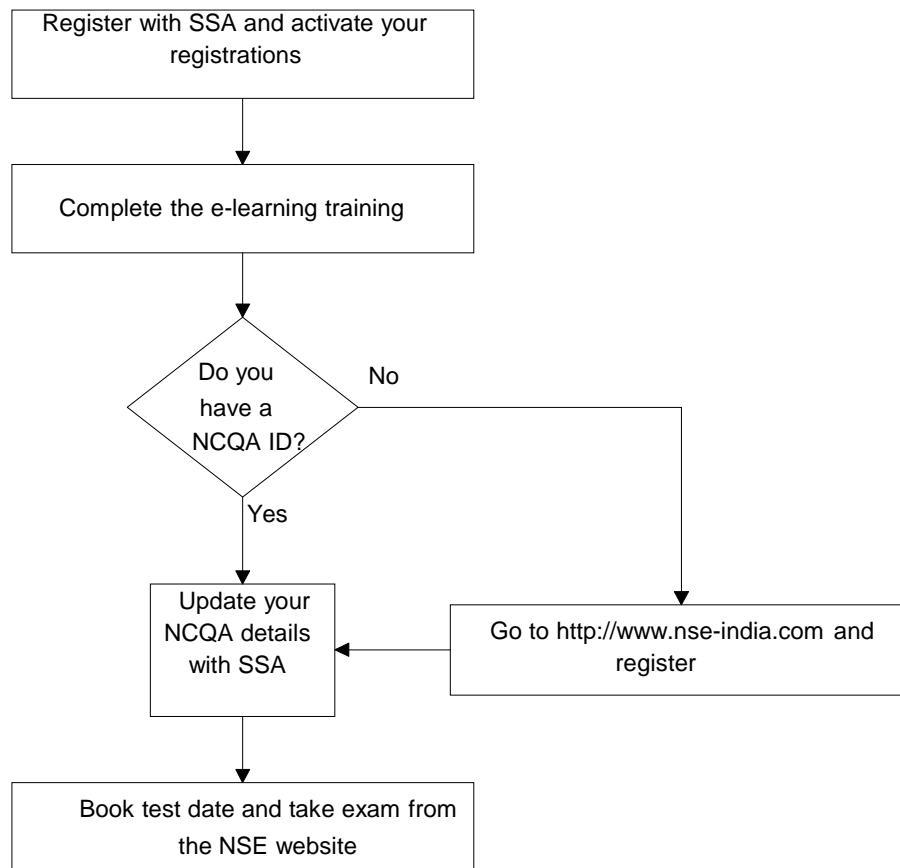 Register with SSA and activate your
registrations
Complete the e-learning training
Do you
have a
NCQA ID?
No
Yes
Update your
NCQA details
with SSA
Go to http://www.nse-india.com and
register
Book test date and take exam from
the NSE website